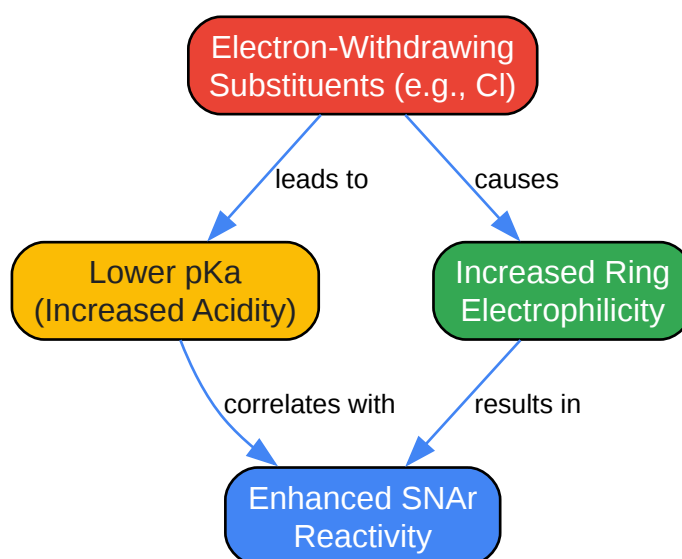 Electron-Withdrawing
Substituents (e.g., Cl)
leads to
causes
Lower pKa
(Increased Acidity)
Increased Ring
Electrophilicity
correlates with
results in
Enhanced SNAr
Reactivity